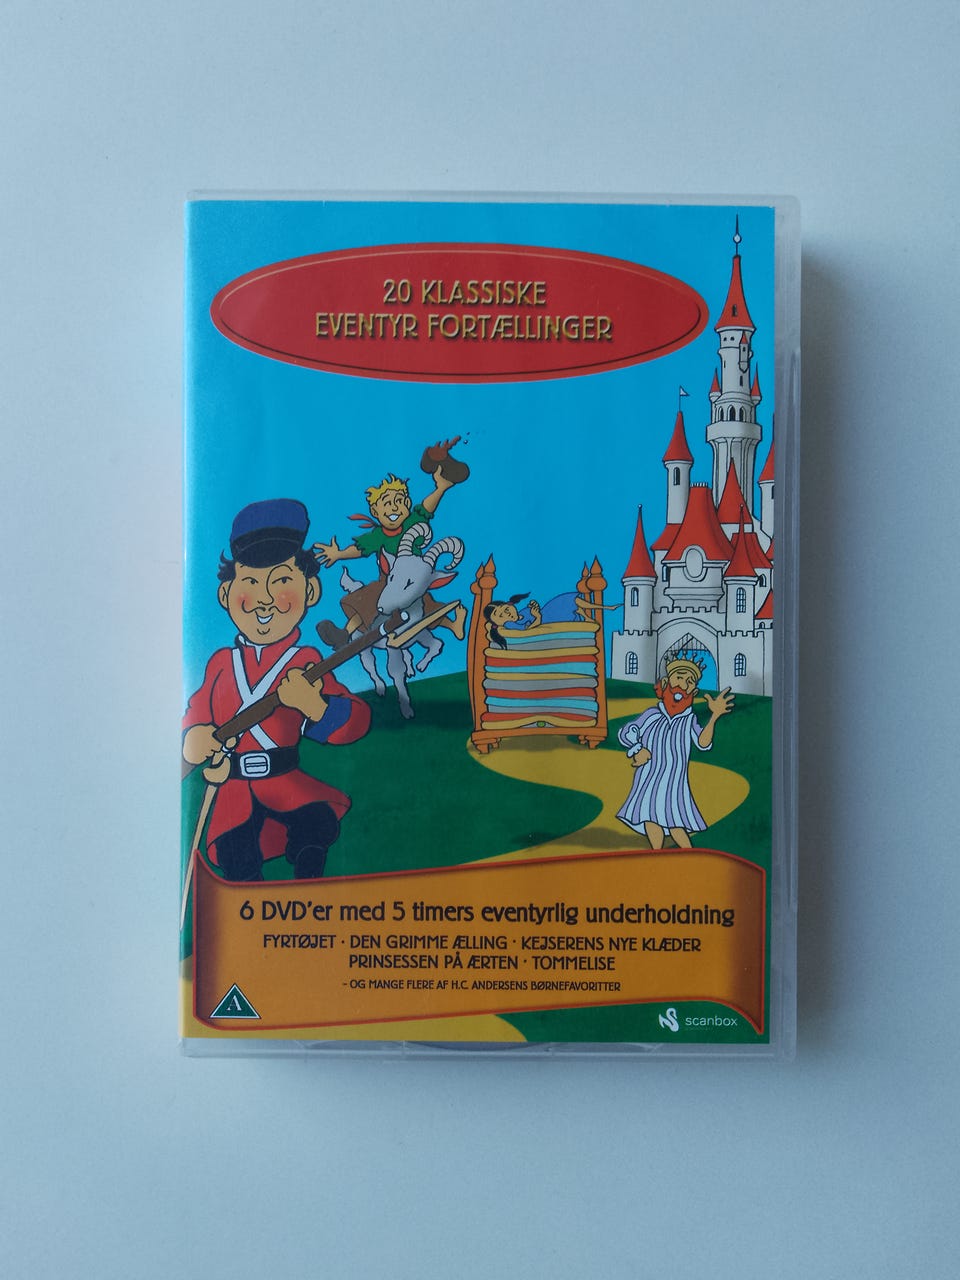 20 KLASSISKE
EVENTYR FORTÆLLINGER
6 DVD'er med 5 timers eventyrlig underholdning
FYRTØJET · DEN GRIMME ÆLLING · KEJSERENS NYE KLÆDER
PRINSESSEN PÅ ÆRTEN · TOMMELISE
- OG MANGE FLERE AF H.C. ANDERSENS BØRNEFAVORITTER
A
scanbox